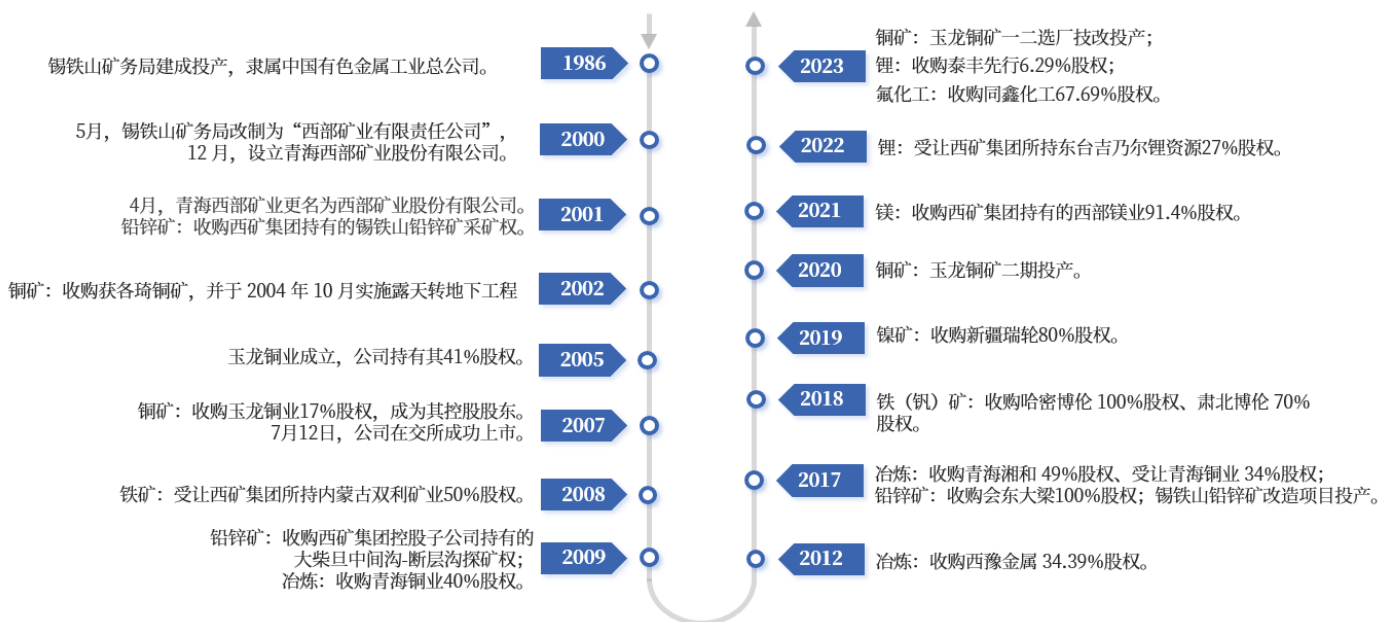 锡铁山矿务局建成投产，隶属中国有色金属工业总公司。
1986
5月，锡铁山矿务局改制为“西部矿业有限责任公司”，
12 月，设立青海西部矿业股份有限公司。
2000
4月，青海西部矿业更名为西部矿业股份有限公司。
铅锌矿：收购西矿集团持有的锡铁山铅锌矿采矿权。
2001
铜矿：收购获各琦铜矿，并于 2004 年 10 月实施露天转地下工程
2002
玉龙铜业成立，公司持有其41%股权。
2005
铜矿：收购玉龙铜业17%股权，成为其控股股东。
7月12日，公司在交所成功上市。
2007
铁矿：受让西矿集团所持内蒙古双利矿业50%股权。
2008
铅锌矿：收购西矿集团控股子公司持有的
大柴旦中间沟-断层沟探矿权；
冶炼：收购青海铜业40%股权。
2009
2023
铜矿：玉龙铜矿一二选厂技改投产；
锂：收购泰丰先行6.29%股权；
氟化工：收购同鑫化工67.69%股权。
2022
锂：受让西矿集团所持东台吉乃尔锂资源27%股权。
2021
镁：收购西矿集团持有的西部镁业91.4%股权。
2020
铜矿：玉龙铜矿二期投产。
2019
镍矿：收购新疆瑞轮80%股权。
2018
铁（钒）矿：收购哈密博伦 100%股权、肃北博伦 70%
股权。
2017
冶炼：收购青海湘和 49%股权、受让青海铜业 34%股权；
铅锌矿：收购会东大梁100%股权；锡铁山铅锌矿改造项目投产。
2012
冶炼：收购西豫金属 34.39%股权。